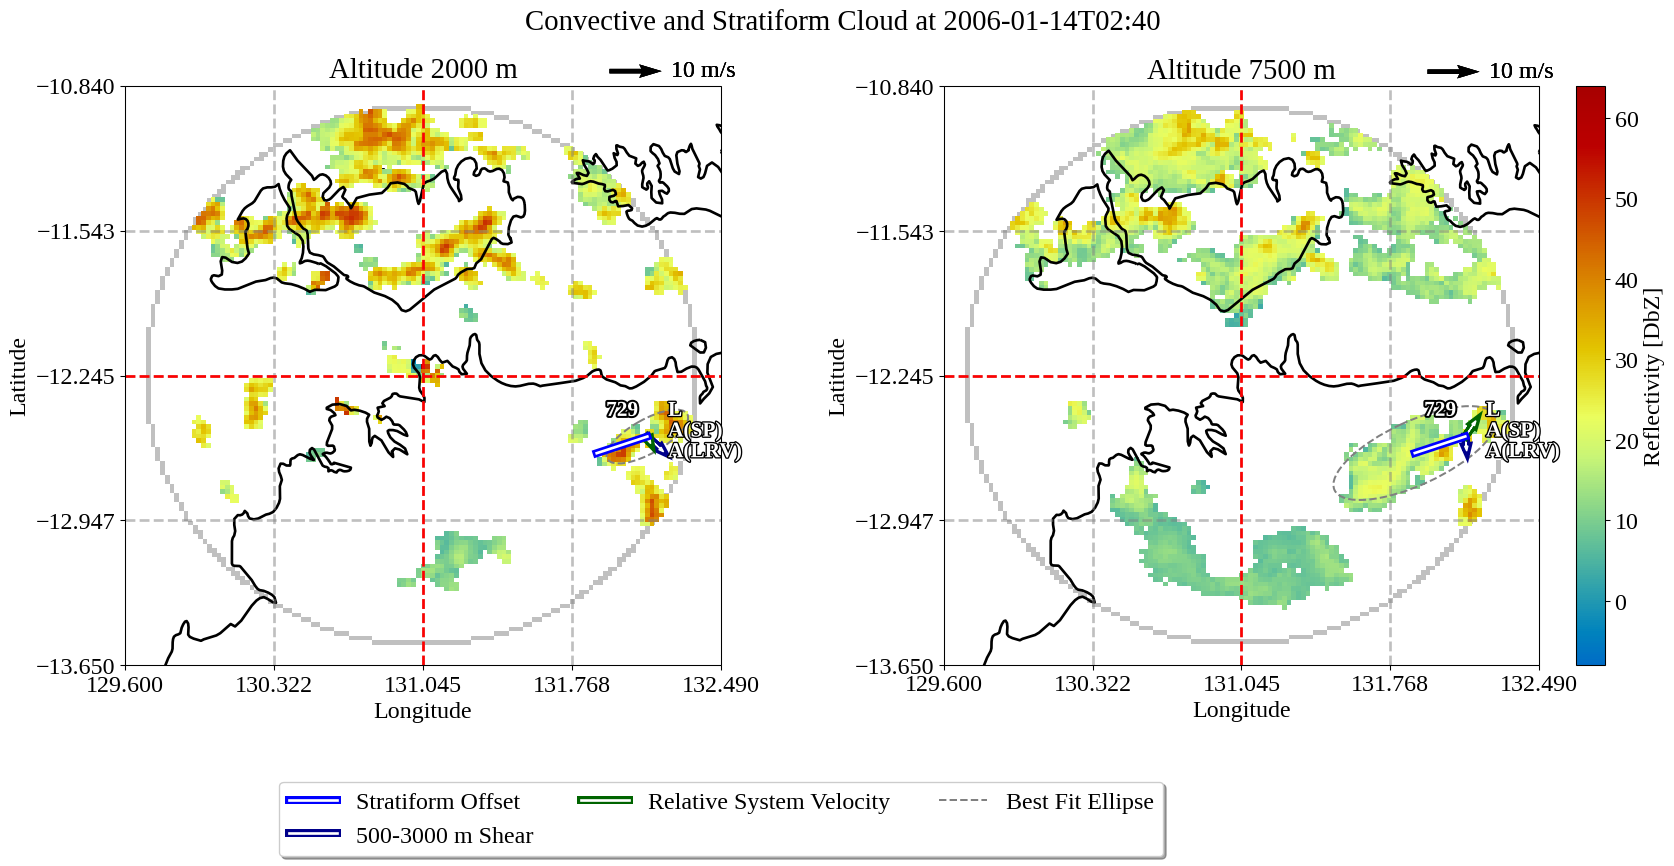 Convective and Stratiform Cloud at 2006-01-14T02:40
Altitude 2000 m
10 m/s
Altitude 7500 m
10 m/s
−10.840
−11.543
−12.245
−12.947
−13.650
Latitude
729
L
A(SP)
A(LRV)
129.600
130.322
131.045
131.768
132.490
Longitude
−10.840
−11.543
−12.245
−12.947
−13.650
Latitude
729
L
A(SP)
A(LRV)
129.600
130.322
131.045
131.768
132.490
Longitude
60
50
40
30
20
10
0
Reflectivity [DbZ]
Stratiform Offset
500-3000 m Shear
Relative System Velocity
Best Fit Ellipse